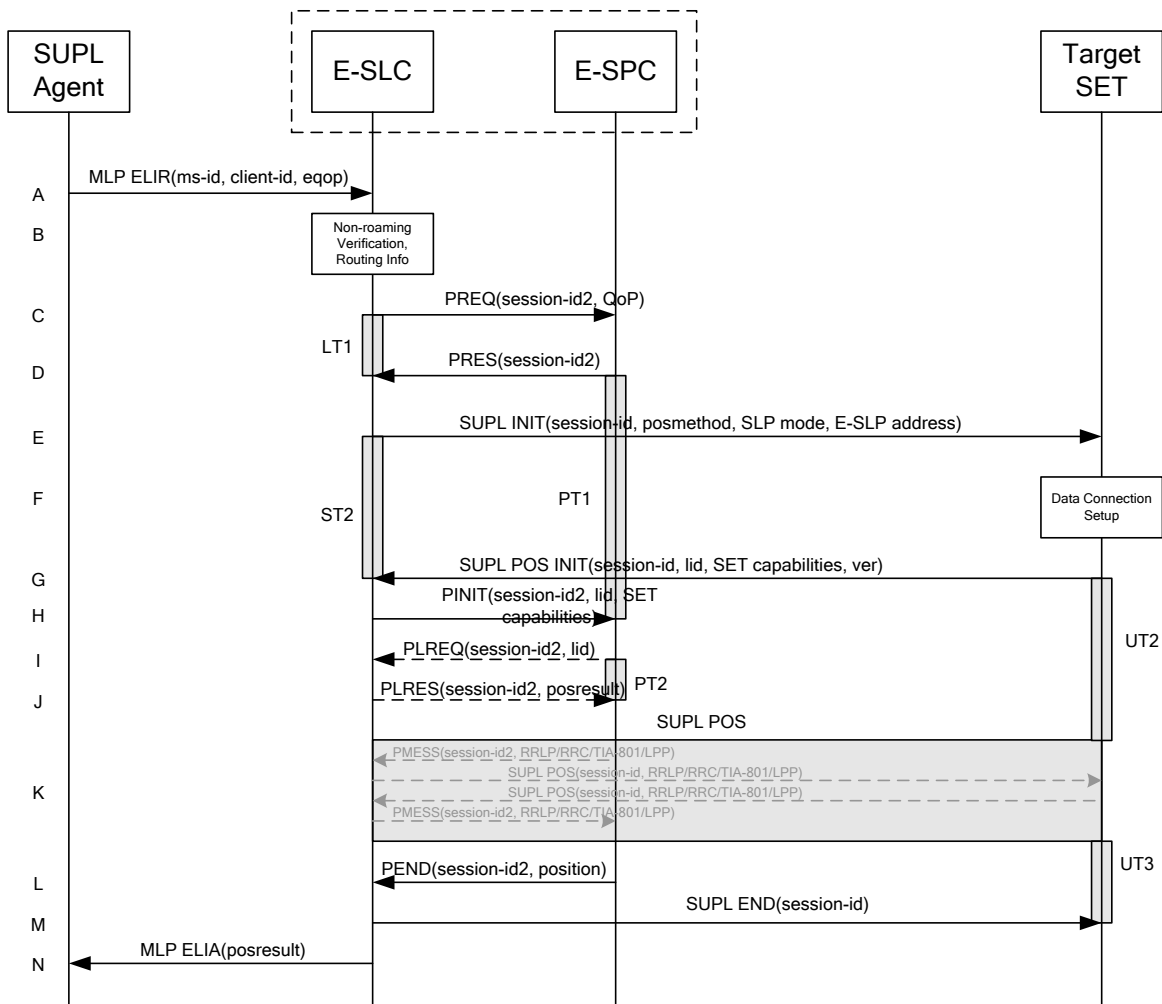 SUPL
Agent
E-SLC
E-SPC
Target
SET
A
MLP ELIR(ms-id, client-id, eqop)
B
Non-roaming
Verification,
Routing Info
C
PREQ(session-id2, QoP)
LT1
D
PRES(session-id2)
E
SUPL INIT(session-id, posmethod, SLP mode, E-SLP address)
F
ST2
PT1
Data Connection
Setup
G
SUPL POS INIT(session-id, lid, SET capabilities, ver)
H
PINIT(session-id2, lid, SET
capabilities)
I
PLREQ(session-id2, lid)
UT2
J
PLRES(session-id2, posresult)
PT2
SUPL POS
K
PMESS(session-id2, RRLP/RRC/TIA-801/LPP)
SUPL POS(session-id, RRLP/RRC/TIA-801/LPP)
SUPL POS(session-id, RRLP/RRC/TIA-801/LPP)
PMESS(session-id2, RRLP/RRC/TIA-801/LPP)
L
PEND(session-id2, position)
UT3
M
SUPL END(session-id)
N
MLP ELIA(posresult)